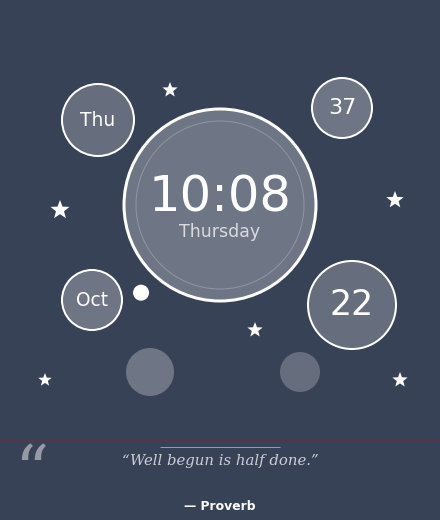 Thu
37
10:08
Thursday
Oct
22
“Well begun is half done.”
— Proverb